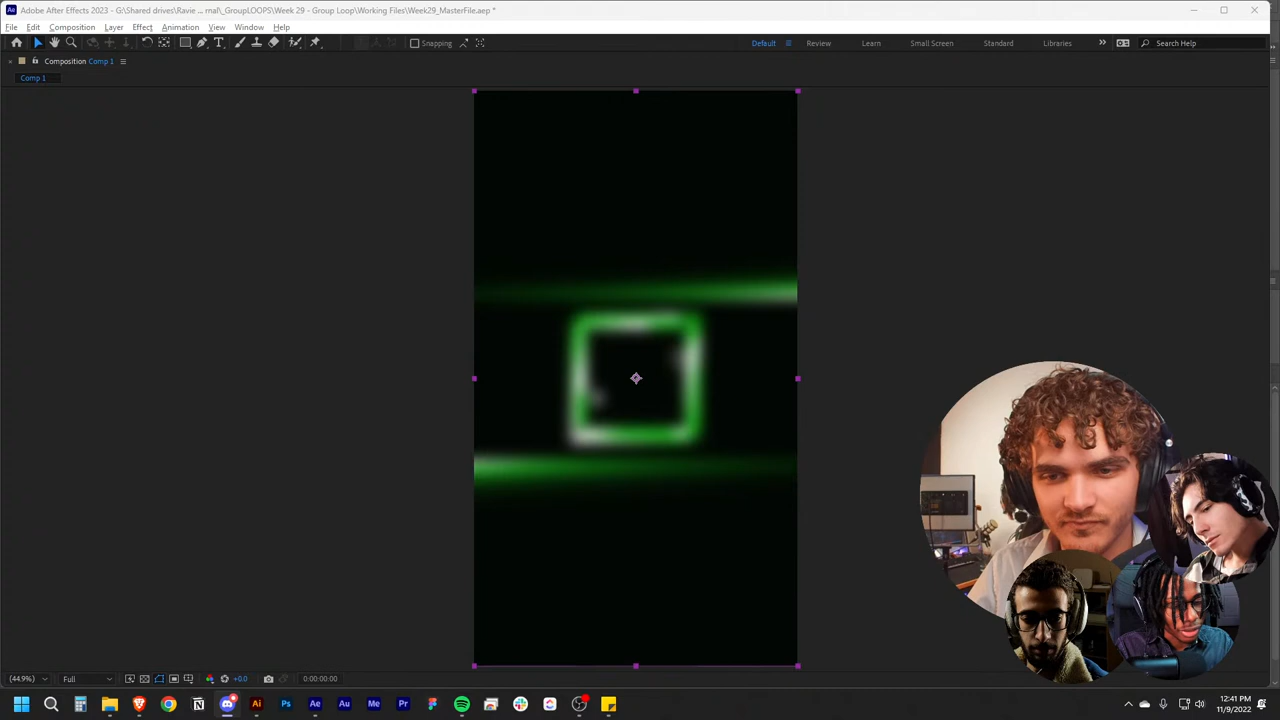 Adobe After Effects 2023 - G:\Shared drives\Ravie ... rnal\_GroupLOOPS\Week 29 - Group Loop\Working Files\Week29_MasterFile.aep *
File Edit Composition Layer Effect Animation View Window Help
Snapping Default Review Learn Small Screen Standard Libraries Search Help
Composition Comp 1
Comp 1
(44.9%) Full +0.0 0:00:00:00
12:41 PM
11/9/2022